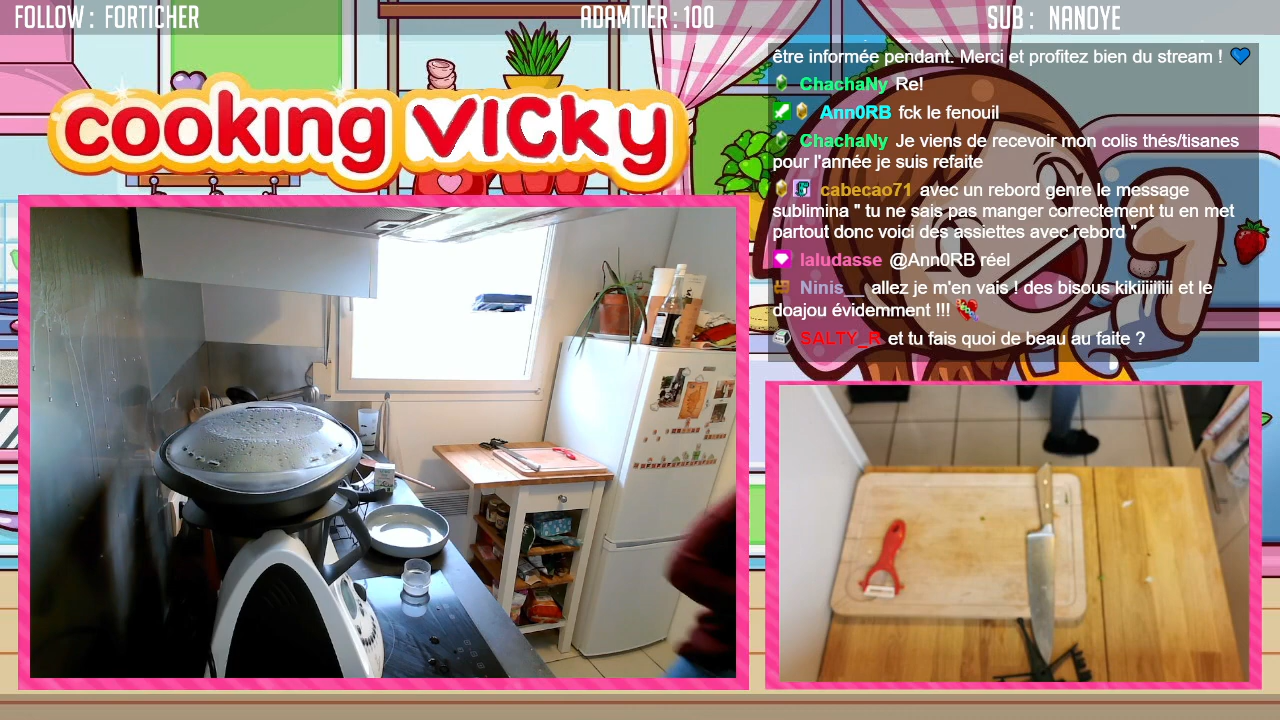 FOLLOW : FORTICHER
ADAMTIER : 100
SUB : NANOYE
cooking VICky
être informée pendant. Merci et profitez bien du stream !
ChachaNy Re!
Ann0RB fck le fenouil
ChachaNy Je viens de recevoir mon colis thés/tisanes
pour l'année je suis refaite
cabecao71 avec un rebord genre le message
sublimina " tu ne sais pas manger correctement tu en met
partout donc voici des assiettes avec rebord "
laludasse @Ann0RB réel
Ninis__ allez je m'en vais ! des bisous kikiiiiiiiii et le
doajou évidemment !!!
SALTY_R et tu fais quoi de beau au faite ?